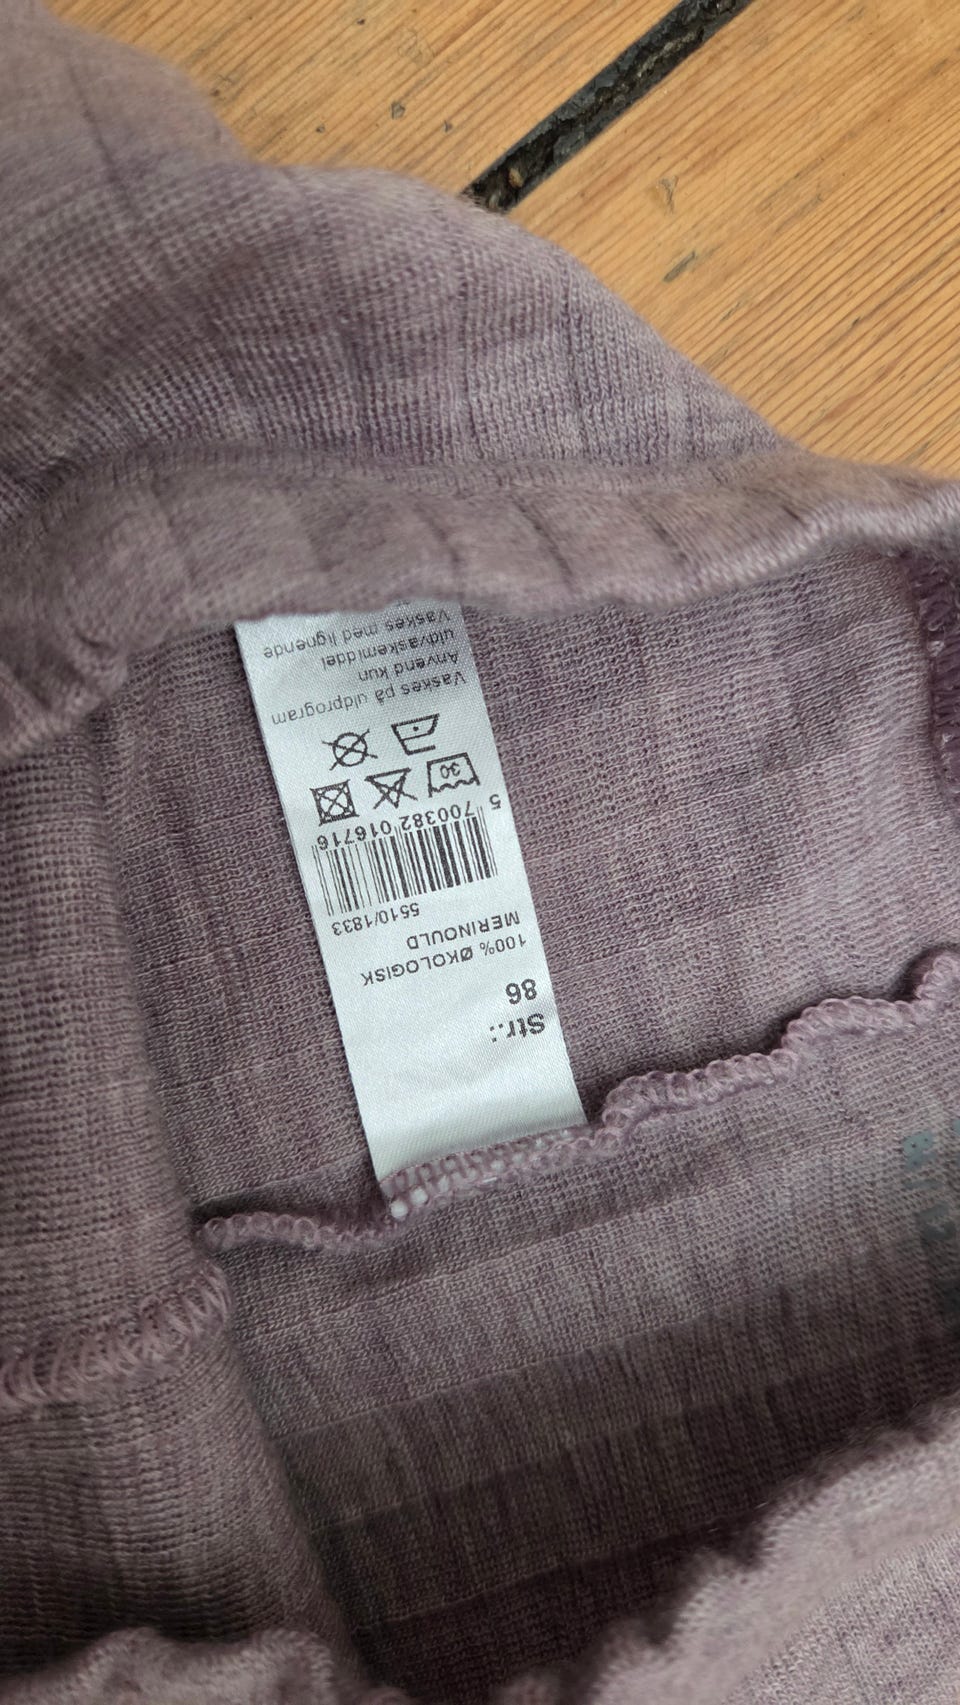 Str.:
86
100% ØKOLOGISK
MERINOULD
5510/1833
5 700382 016716
30
Vaskes på uldprogram
Anvend kun
uldvaskemiddel
Vaskes med lignende